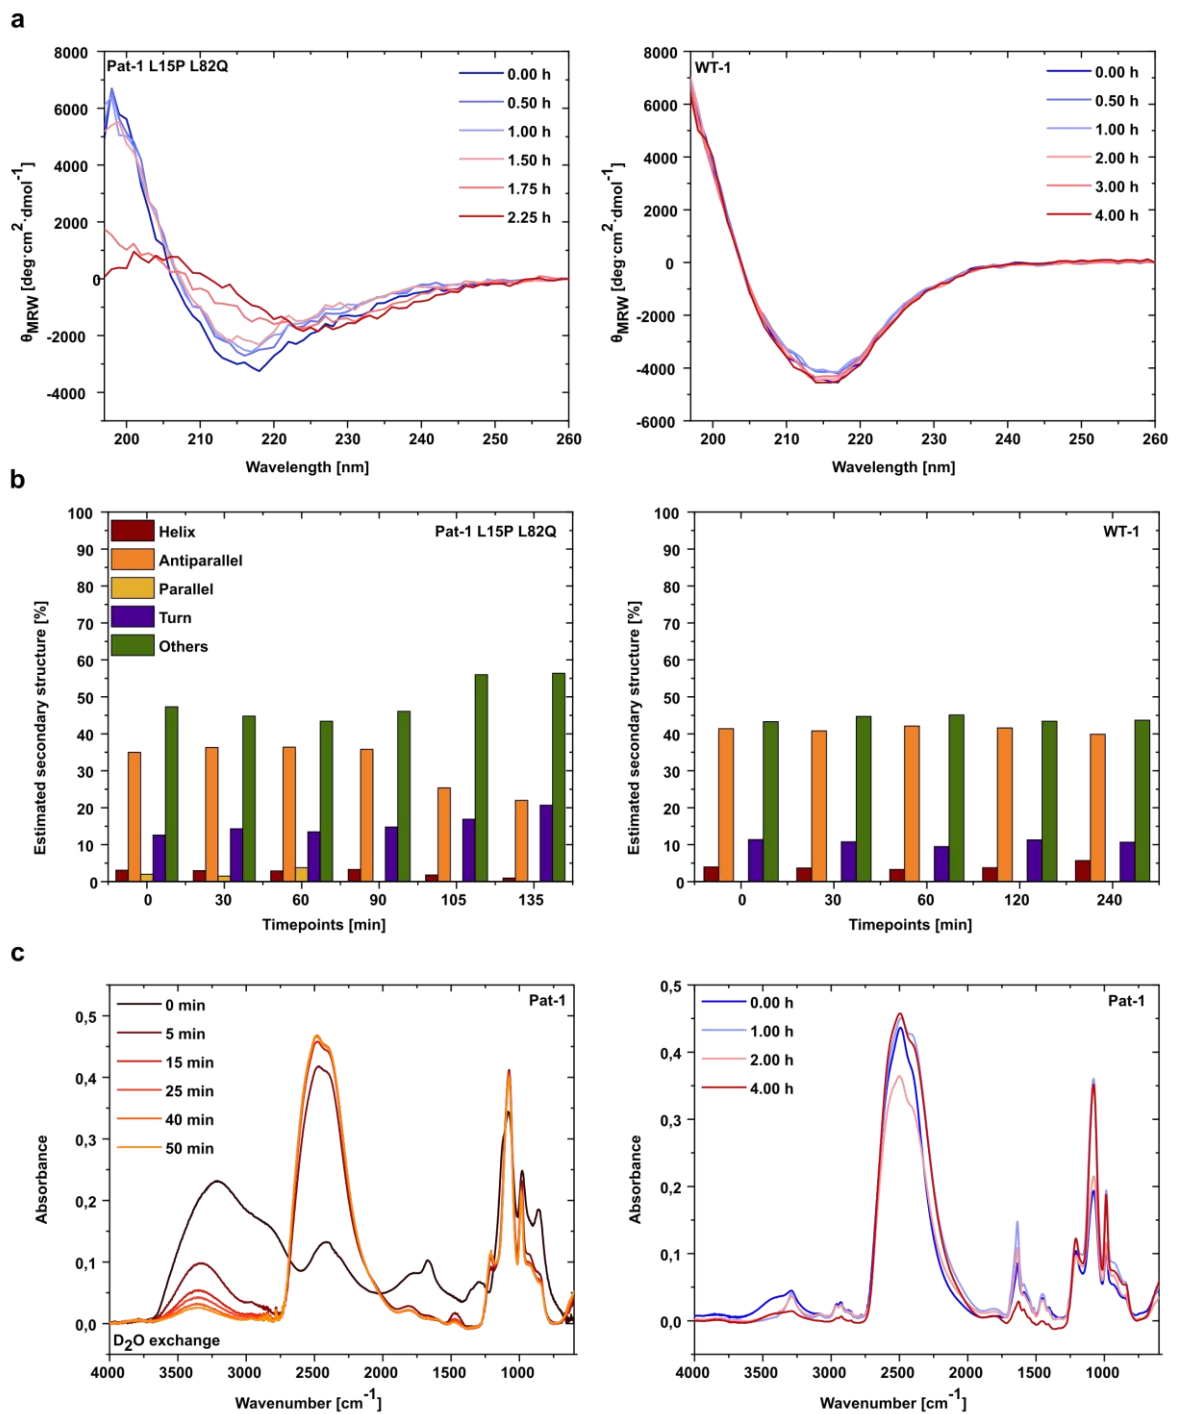 a
Pat-1 L15P L82Q
0.00 h
0.50 h
1.00 h
1.50 h
1.75 h
2.25 h
8000
6000
4000
2000
0
-2000
-4000
θMRW [deg·cm2·dmol-1]
200 210 220 230 240 250 260
Wavelength [nm]
WT-1
0.00 h
0.50 h
1.00 h
2.00 h
3.00 h
4.00 h
8000
6000
4000
2000
0
-2000
-4000
-6000
θMRW [deg·cm2·dmol-1]
200 210 220 230 240 250 260
Wavelength [nm]
b
Pat-1 L15P L82Q
Helix
Antiparallel
Parallel
Turn
Others
100
90
80
70
60
50
40
30
20
10
0
Estimated secondary structure [%]
0 30 60 90 105 135
Timepoints [min]
WT-1
100
90
80
70
60
50
40
30
20
10
0
Estimated secondary structure [%]
0 30 60 120 240
Timepoints [min]
c
Pat-1
0 min
5 min
15 min
25 min
40 min
50 min
0,5
0,4
0,3
0,2
0,1
0,0
Absorbance
D2O exchange
4000 3500 3000 2500 2000 1500 1000
Wavenumber [cm-1]
Pat-1
0.00 h
1.00 h
2.00 h
4.00 h
0,5
0,4
0,3
0,2
0,1
0,0
Absorbance
4000 3500 3000 2500 2000 1500 1000
Wavenumber [cm-1]